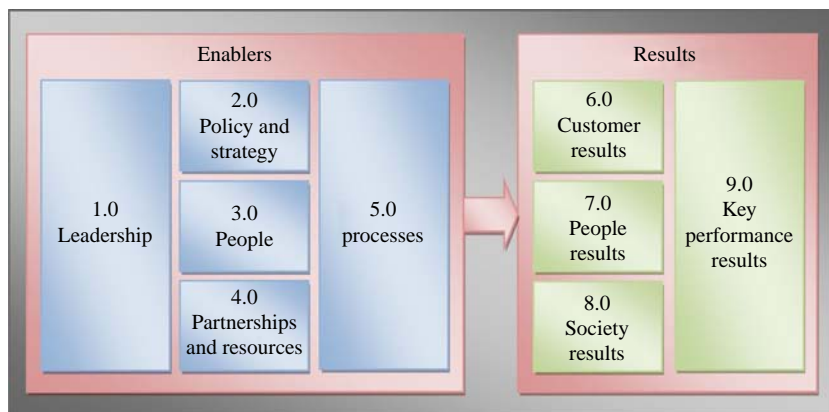 Enablers
1.0
Leadership
2.0
Policy and
strategy
3.0
People
4.0
Partnerships
and resources
5.0
processes
Results
6.0
Customer
results
7.0
People
results
8.0
Society
results
9.0
Key
performance
results